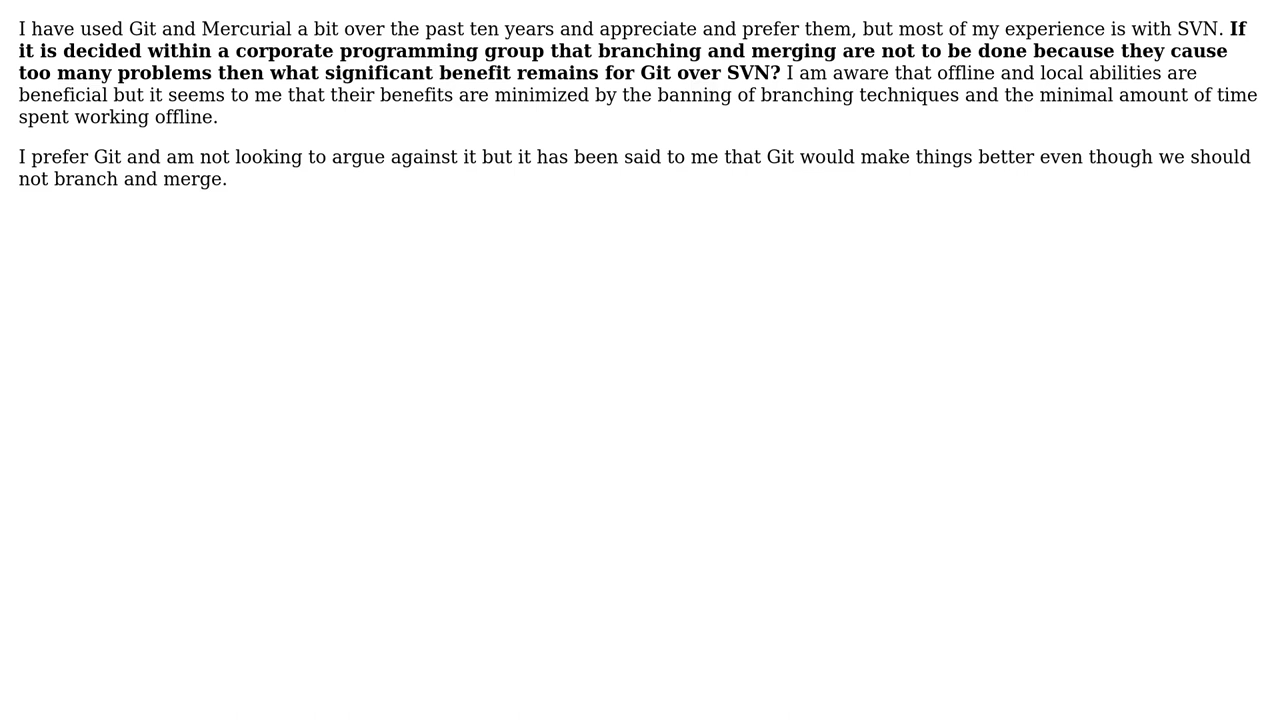 I have used Git and Mercurial a bit over the past ten years and appreciate and prefer them, but most of my experience is with SVN. If
it is decided within a corporate programming group that branching and merging are not to be done because they cause
too many problems then what significant benefit remains for Git over SVN? I am aware that offline and local abilities are
beneficial but it seems to me that their benefits are minimized by the banning of branching techniques and the minimal amount of time
spent working offline.
I prefer Git and am not looking to argue against it but it has been said to me that Git would make things better even though we should
not branch and merge.